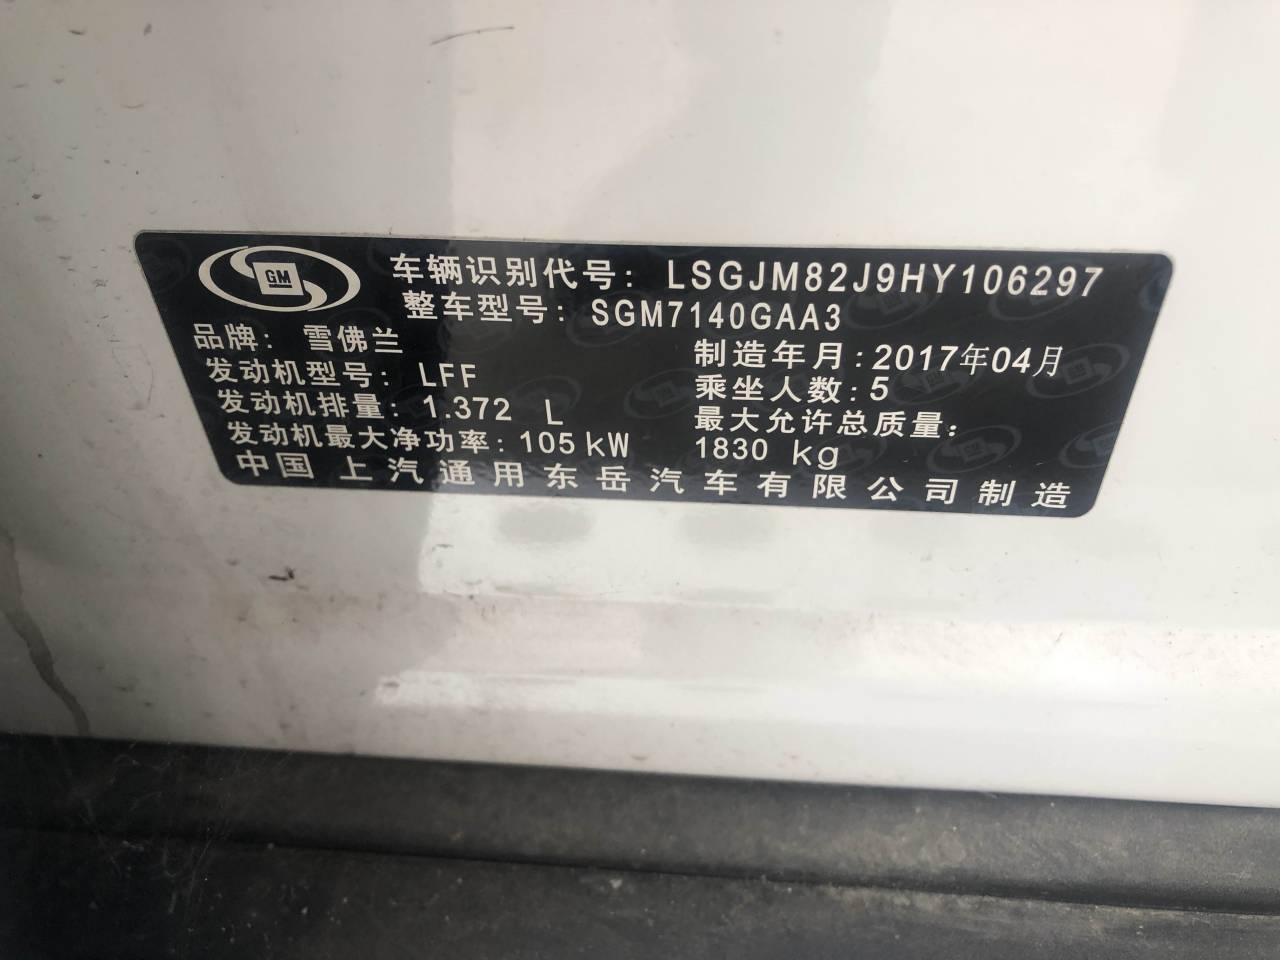 GM
车辆识别代号: LSGJM82J9HY106297
整车型号: SGM7140GAA3
品牌: 雪佛兰
制造年月: 2017年04月
发动机型号: LFF
乘坐人数: 5
发动机排量: 1.372 L
最大允许总质量:
发动机最大净功率: 105 kW
1830 kg
中国上汽通用东岳汽车有限公司制造